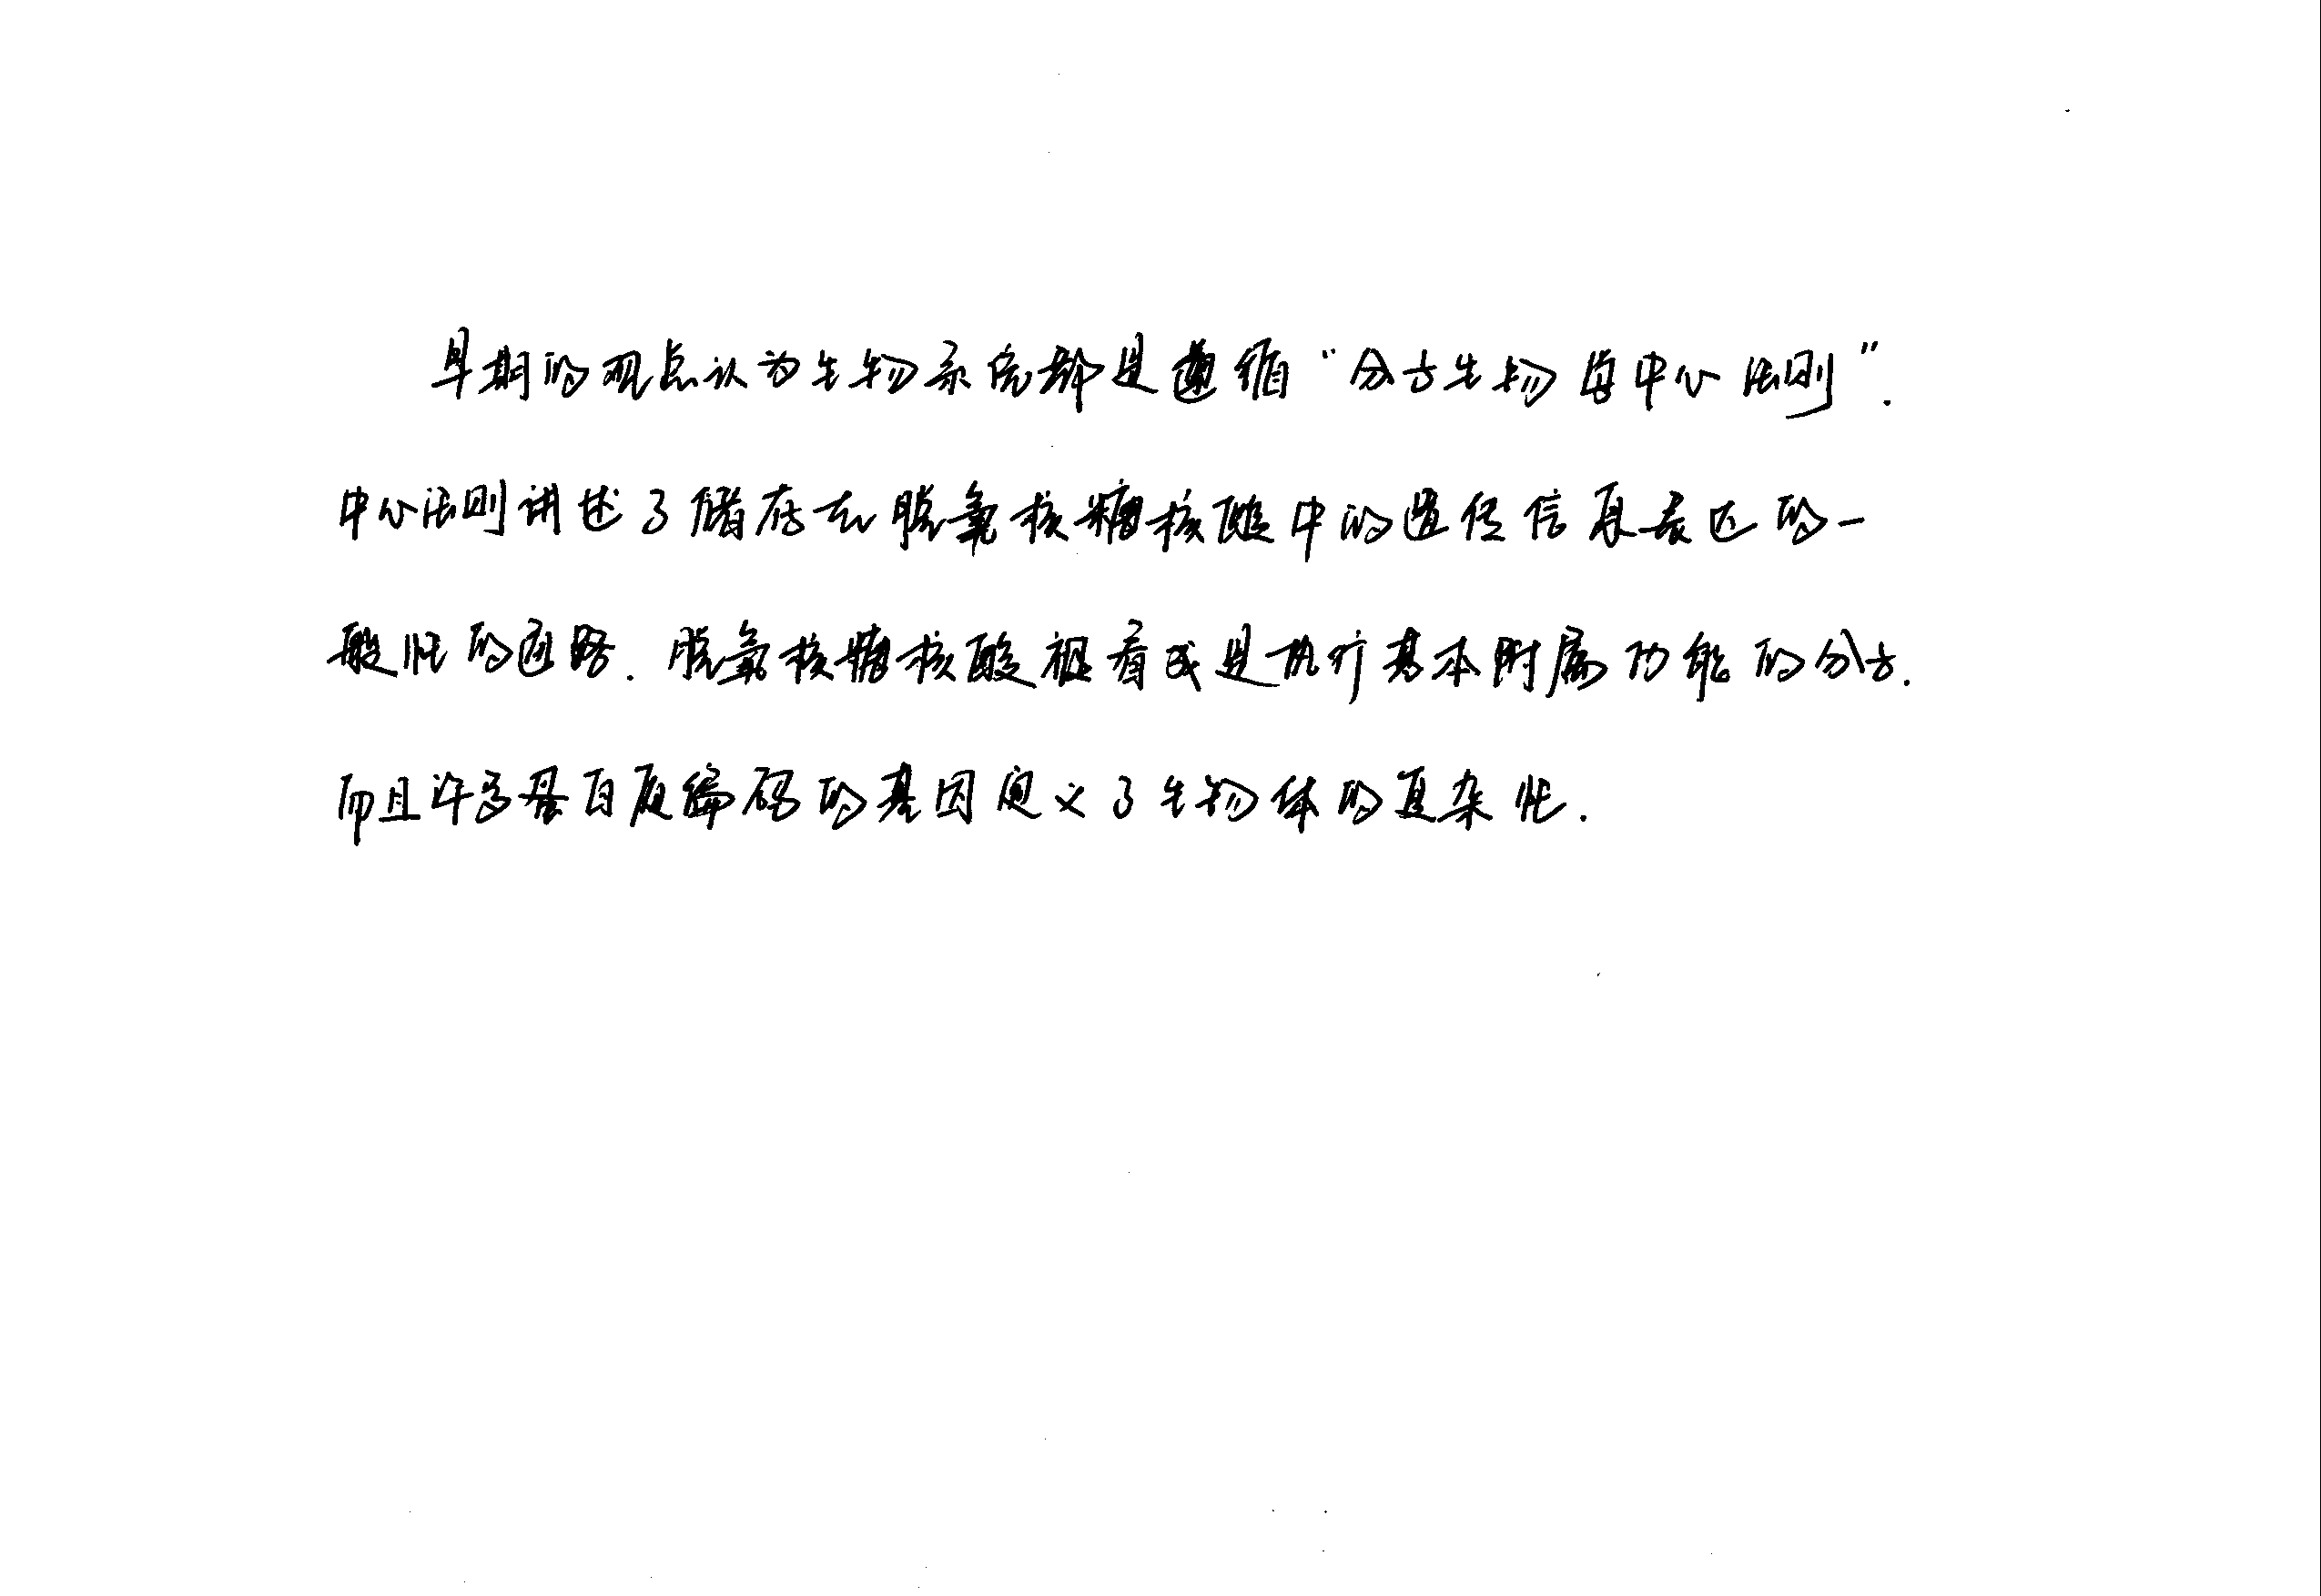 早期的观点认为生物系统都是遵循“分子生物学中心法则”.
中心法则讲述了储存在脱氧核糖核酸中的遗传信息表达的一
般性的通路.脱氧核糖核酸被看成是执行基本附属功能的分子.
而且许多蛋白质编码的基因定义了生物体的复杂性.